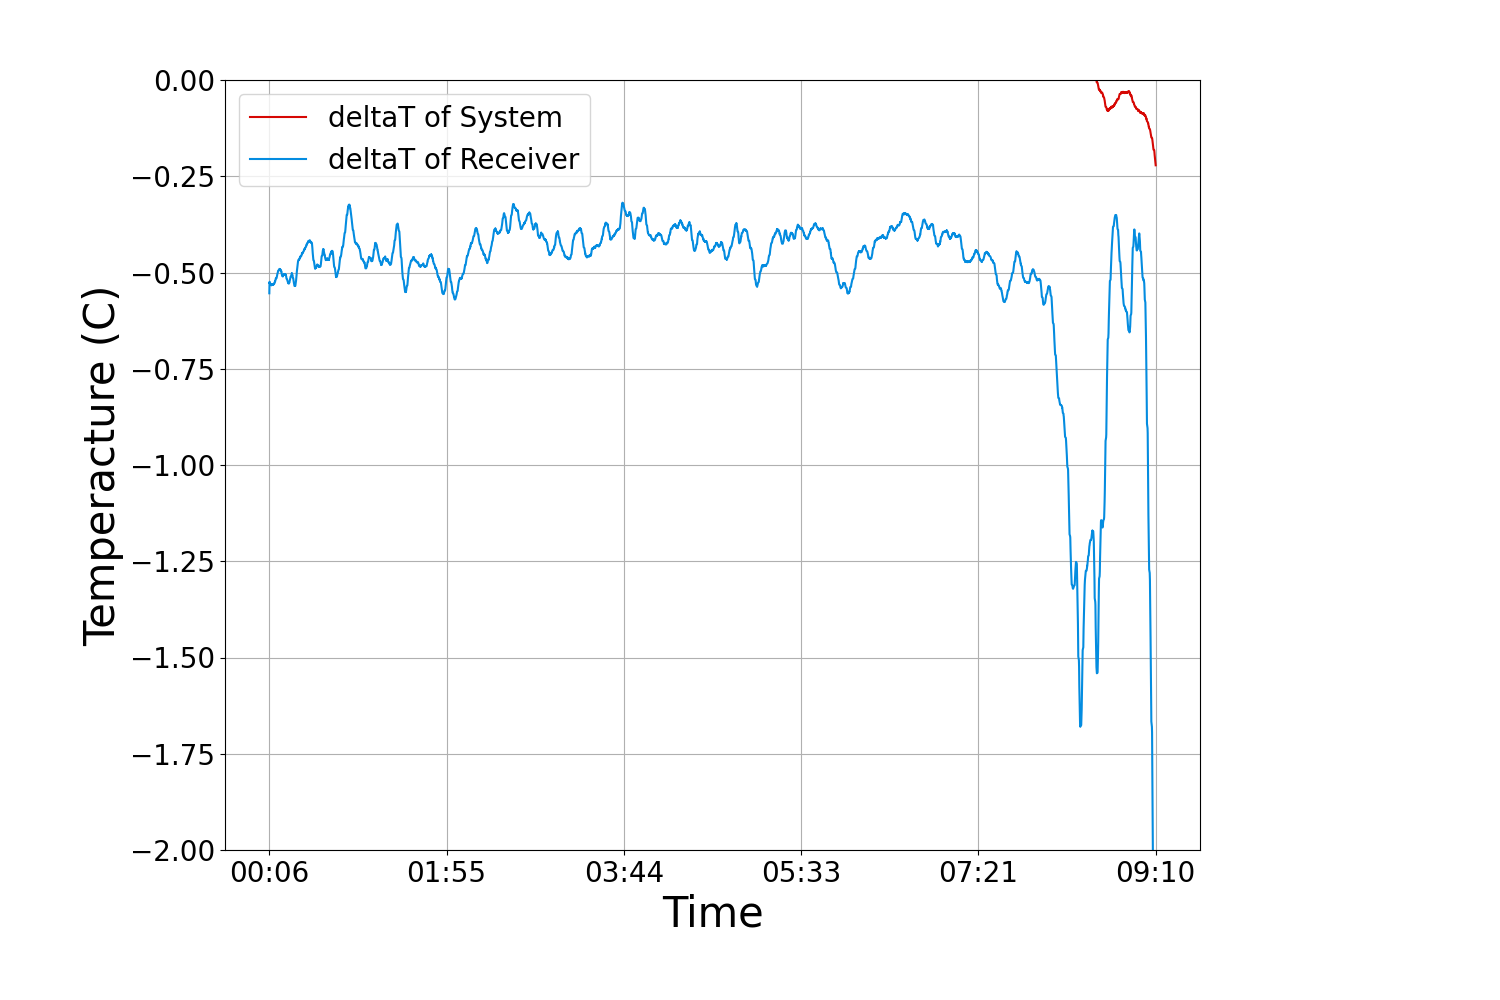 0.00
−0.25
−0.50
−0.75
−1.00
−1.25
−1.50
−1.75
−2.00
Temperacture (C)
deltaT of System
deltaT of Receiver
00:06 01:55 03:44 05:33 07:21 09:10
Time